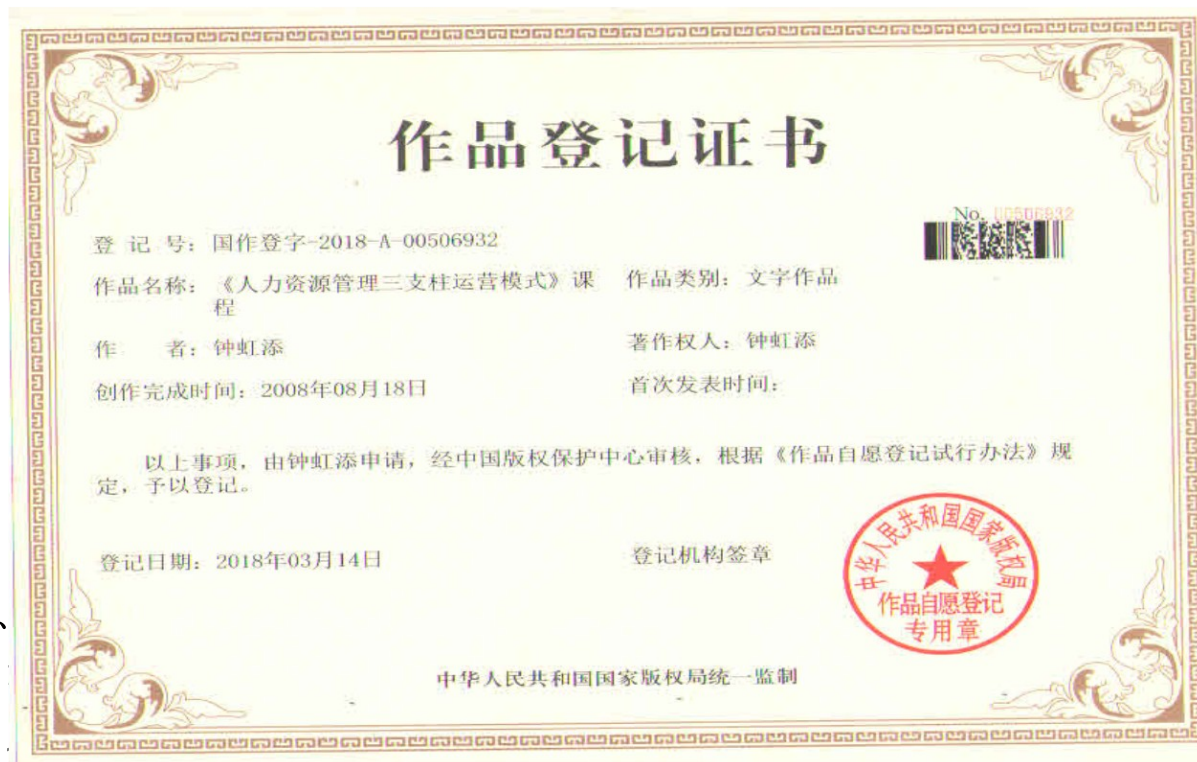 作品登记证书
No. 00506932
登 记 号：国作登字-2018-A-00506932
作品名称：《人力资源管理三支柱运营模式》课程 作品类别：文字作品
作 者：钟虹添 著作权人：钟虹添
创作完成时间：2008年08月18日 首次发表时间：
以上事项，由钟虹添申请，经中国版权保护中心审核，根据《作品自愿登记试行办法》规
定，予以登记。
登记日期：2018年03月14日 登记机构签章
中华人民共和国国家版权局
作品自愿登记
专用章
中华人民共和国国家版权局统一监制